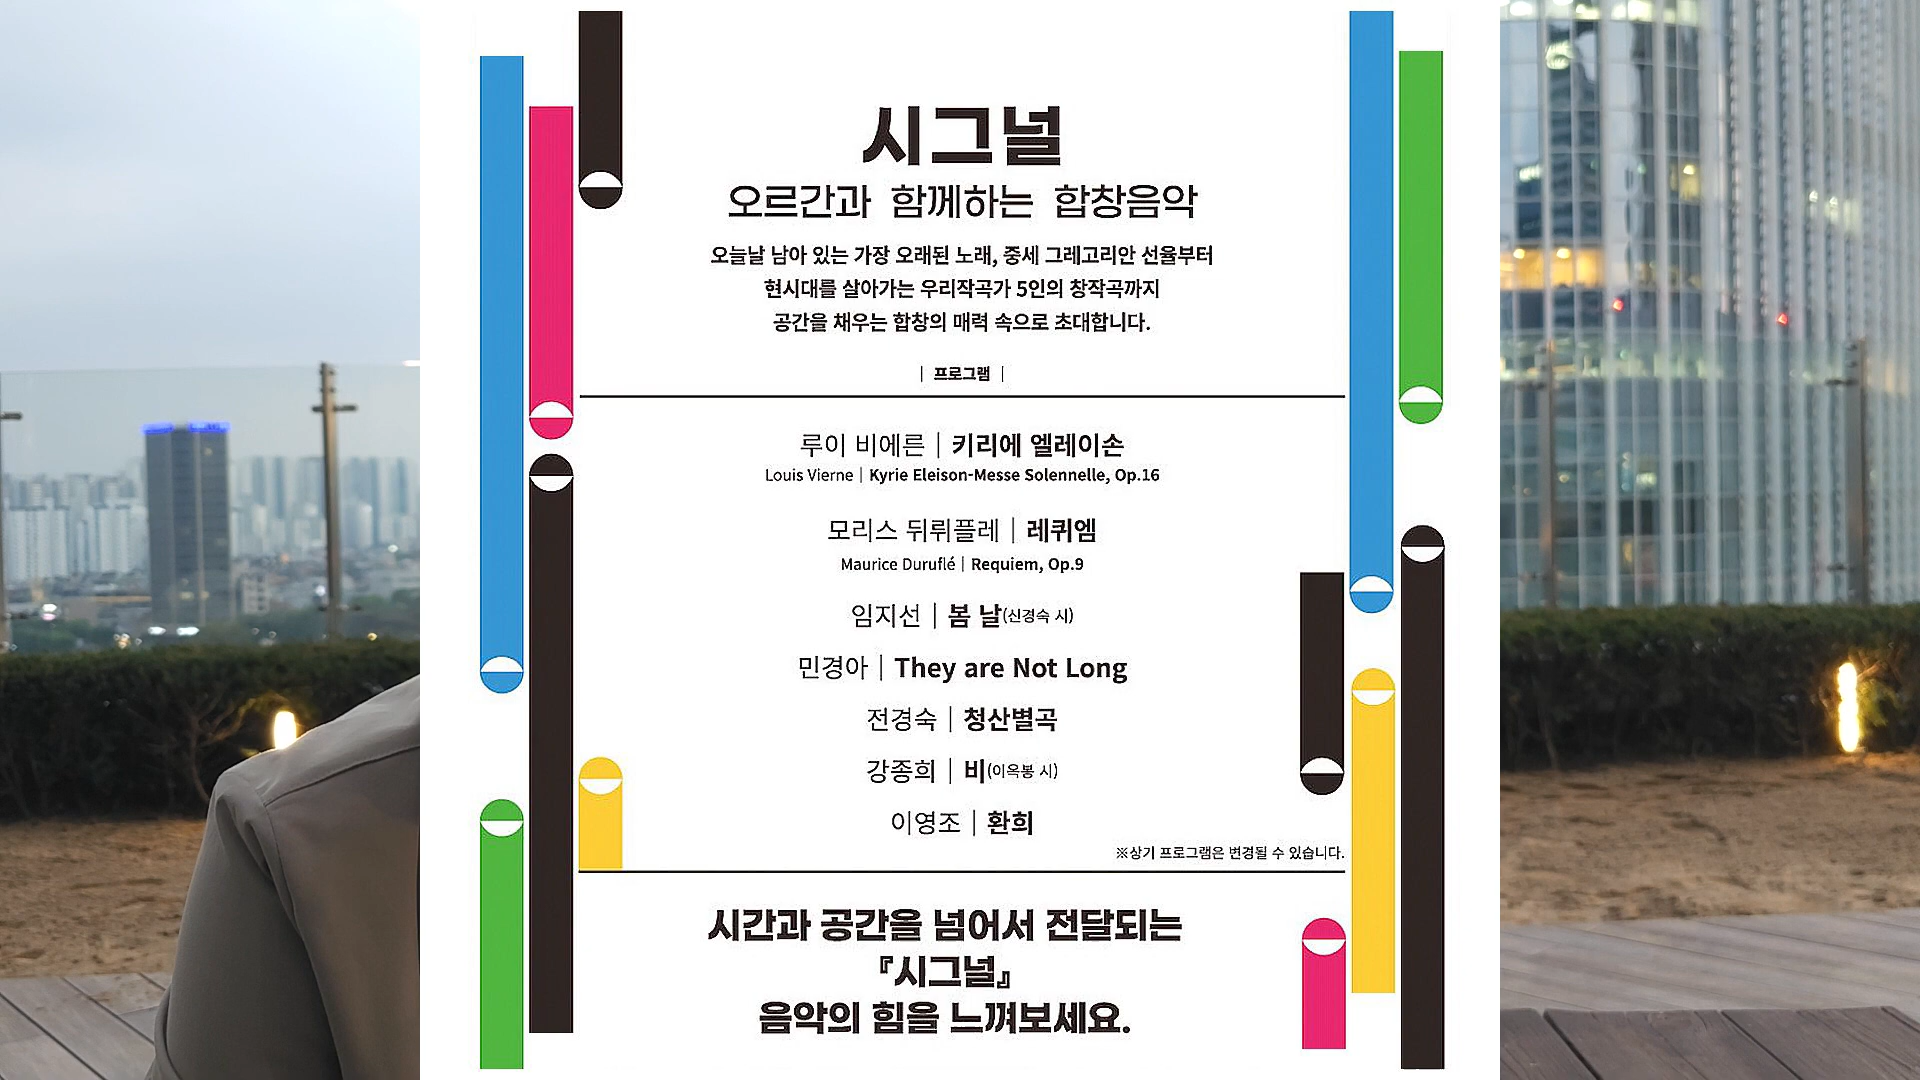 시그널
오르간과 함께하는 합창음악
오늘날 남아 있는 가장 오래된 노래, 중세 그레고리안 선율부터
현시대를 살아가는 우리작곡가 5인의 창작곡까지
공간을 채우는 합창의 매력 속으로 초대합니다.
| 프로그램 |
루이 비에른 | 키리에 엘레이손
Louis Vierne | Kyrie Eleison-Messe Solennelle, Op.16
모리스 뒤뤼플레 | 레퀴엠
Maurice Duruflé | Requiem, Op.9
임지선 | 봄 날(신경숙 시)
민경아 | They are Not Long
전경숙 | 청산별곡
강종희 | 비(이옥봉 시)
이영조 | 환희
※상기 프로그램은 변경될 수 있습니다.
시간과 공간을 넘어서 전달되는
『시그널』
음악의 힘을 느껴보세요.